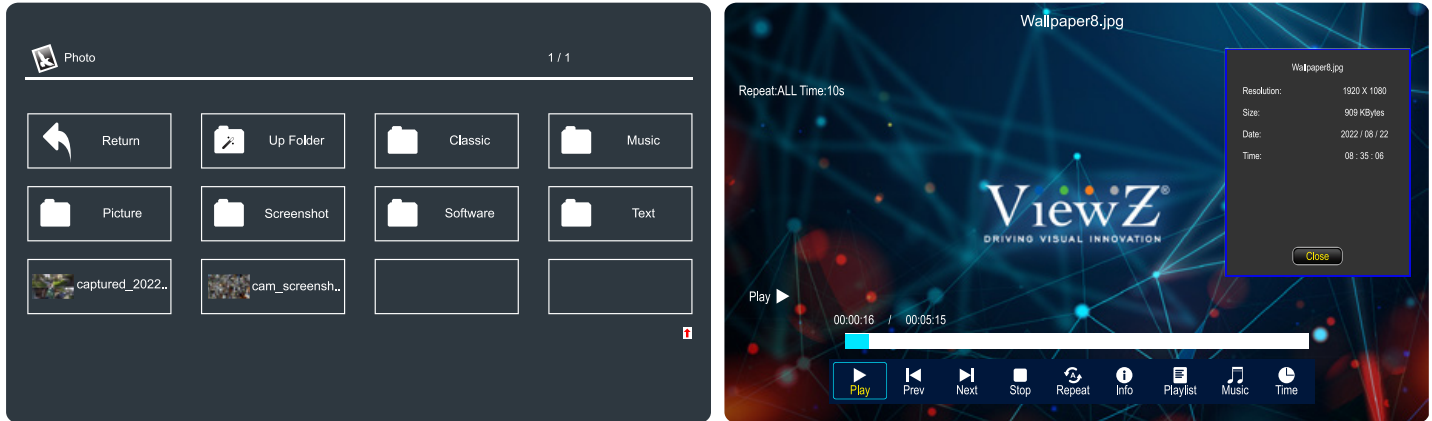 Photo
1 / 1
Return
Up Folder
Classic
Music
Picture
Screenshot
Software
Text
captured_2022..
cam_screensh..
Wallpaper8.jpg
Repeat:ALL Time:10s
Wallpaper8.jpg
Resolution: 1920 X 1080
Size: 909 KBytes
Date: 2022 / 08 / 22
Time: 08 : 35 : 06
Close
ViewZ®
DRIVING VISUAL INNOVATION
Play
00:00:16 / 00:05:15
Play
Prev
Next
Stop
Repeat
Info
Playlist
Music
Time